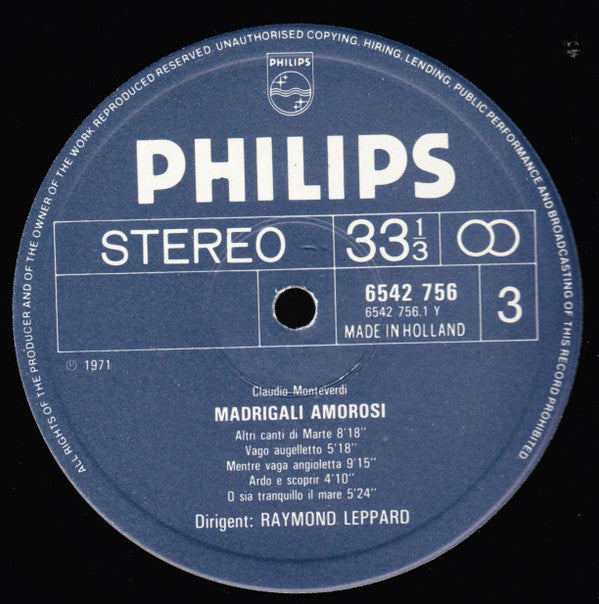 ALL RIGHTS OF THE PRODUCER AND OF THE OWNER OF THE WORK REPRODUCED RESERVED. UNAUTHORISED COPYING, HIRING, LENDING, PUBLIC PERFORMANCE AND BROADCASTING OF THIS RECORD PROHIBITED
PHILIPS
PHILIPS
STEREO 33 1/3
6542 756
6542 756.1 Y
MADE IN HOLLAND
3
Ⓟ 1971
Claudio Monteverdi
MADRIGALI AMOROSI
Altri canti di Marte 8'18"
Vago augelletto 5'18"
Mentre vaga angioletta 9'15"
Ardo e scoprir 4'10"
O sia tranquillo il mare 5'24"
Dirigent: RAYMOND LEPPARD